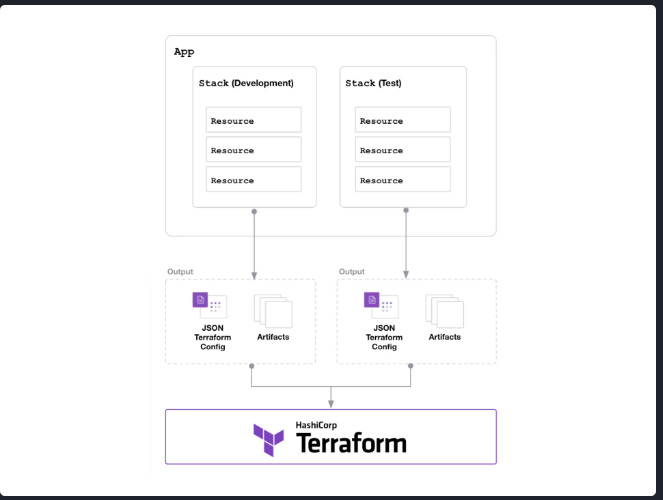 App
Stack (Development)
Resource
Resource
Resource
Stack (Test)
Resource
Resource
Resource
Output
JSON
Terraform
Config
Artifacts
Output
JSON
Terraform
Config
Artifacts
HashiCorp
Terraform